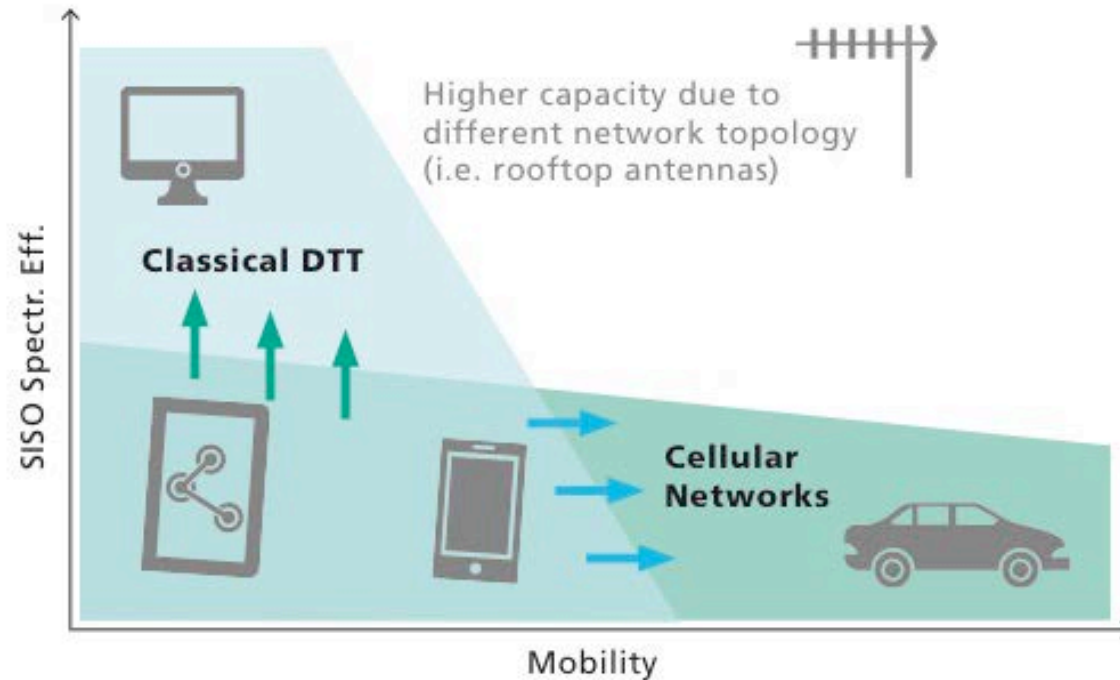 Higher capacity due to
different network topology
(i.e. rooftop antennas)
Classical DTT
SISO Spectr. Eff.
Cellular
Networks
Mobility